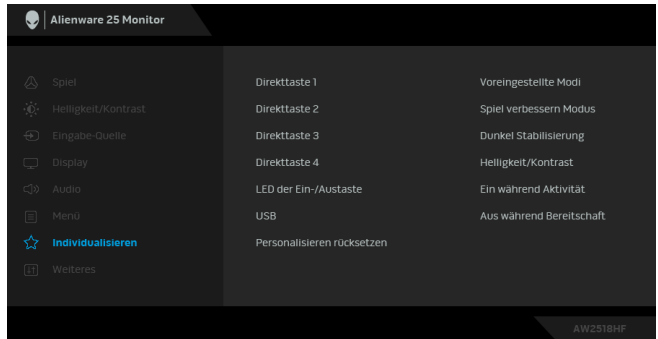 Alienware 25 Monitor
Spiel
Helligkeit/Kontrast
Eingabe-Quelle
Display
Audio
Menü
Individualisieren
Weiteres
Direkttaste 1 Voreingestellte Modi
Direkttaste 2 Spiel verbessern Modus
Direkttaste 3 Dunkel Stabilisierung
Direkttaste 4 Helligkeit/Kontrast
LED der Ein-/Austaste Ein während Aktivität
USB Aus während Bereitschaft
Personalisieren rücksetzen
AW2518HF